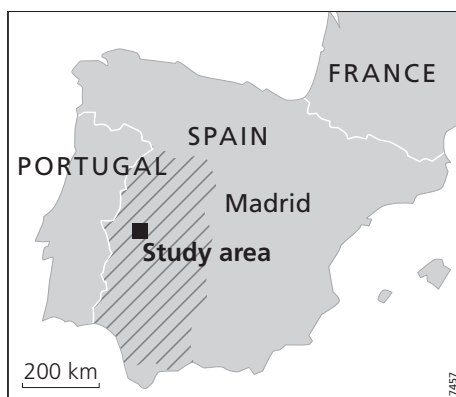 FRANCE
SPAIN
PORTUGAL
Madrid
Study area
200 km
7457